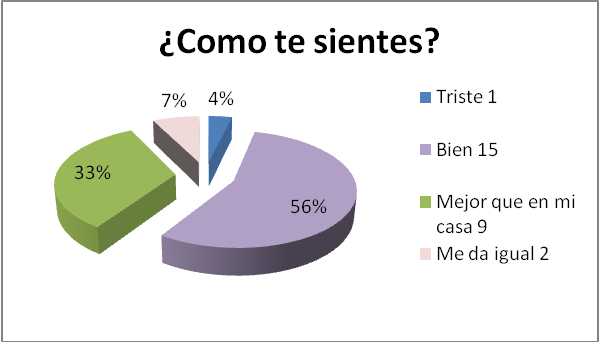 ¿Como te sientes?
7%
4%
33%
56%
Triste 1
Bien 15
Mejor que en mi
casa 9
Me da igual 2